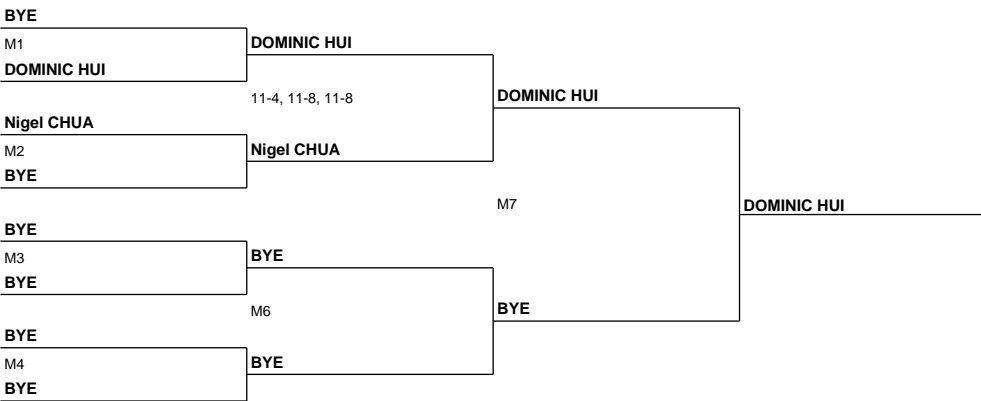 BYE
M1
DOMINIC HUI
DOMINIC HUI
11-4, 11-8, 11-8
DOMINIC HUI
Nigel CHUA
M2
Nigel CHUA
BYE
M7
DOMINIC HUI
BYE
M3
BYE
BYE
M6
BYE
BYE
M4
BYE
BYE